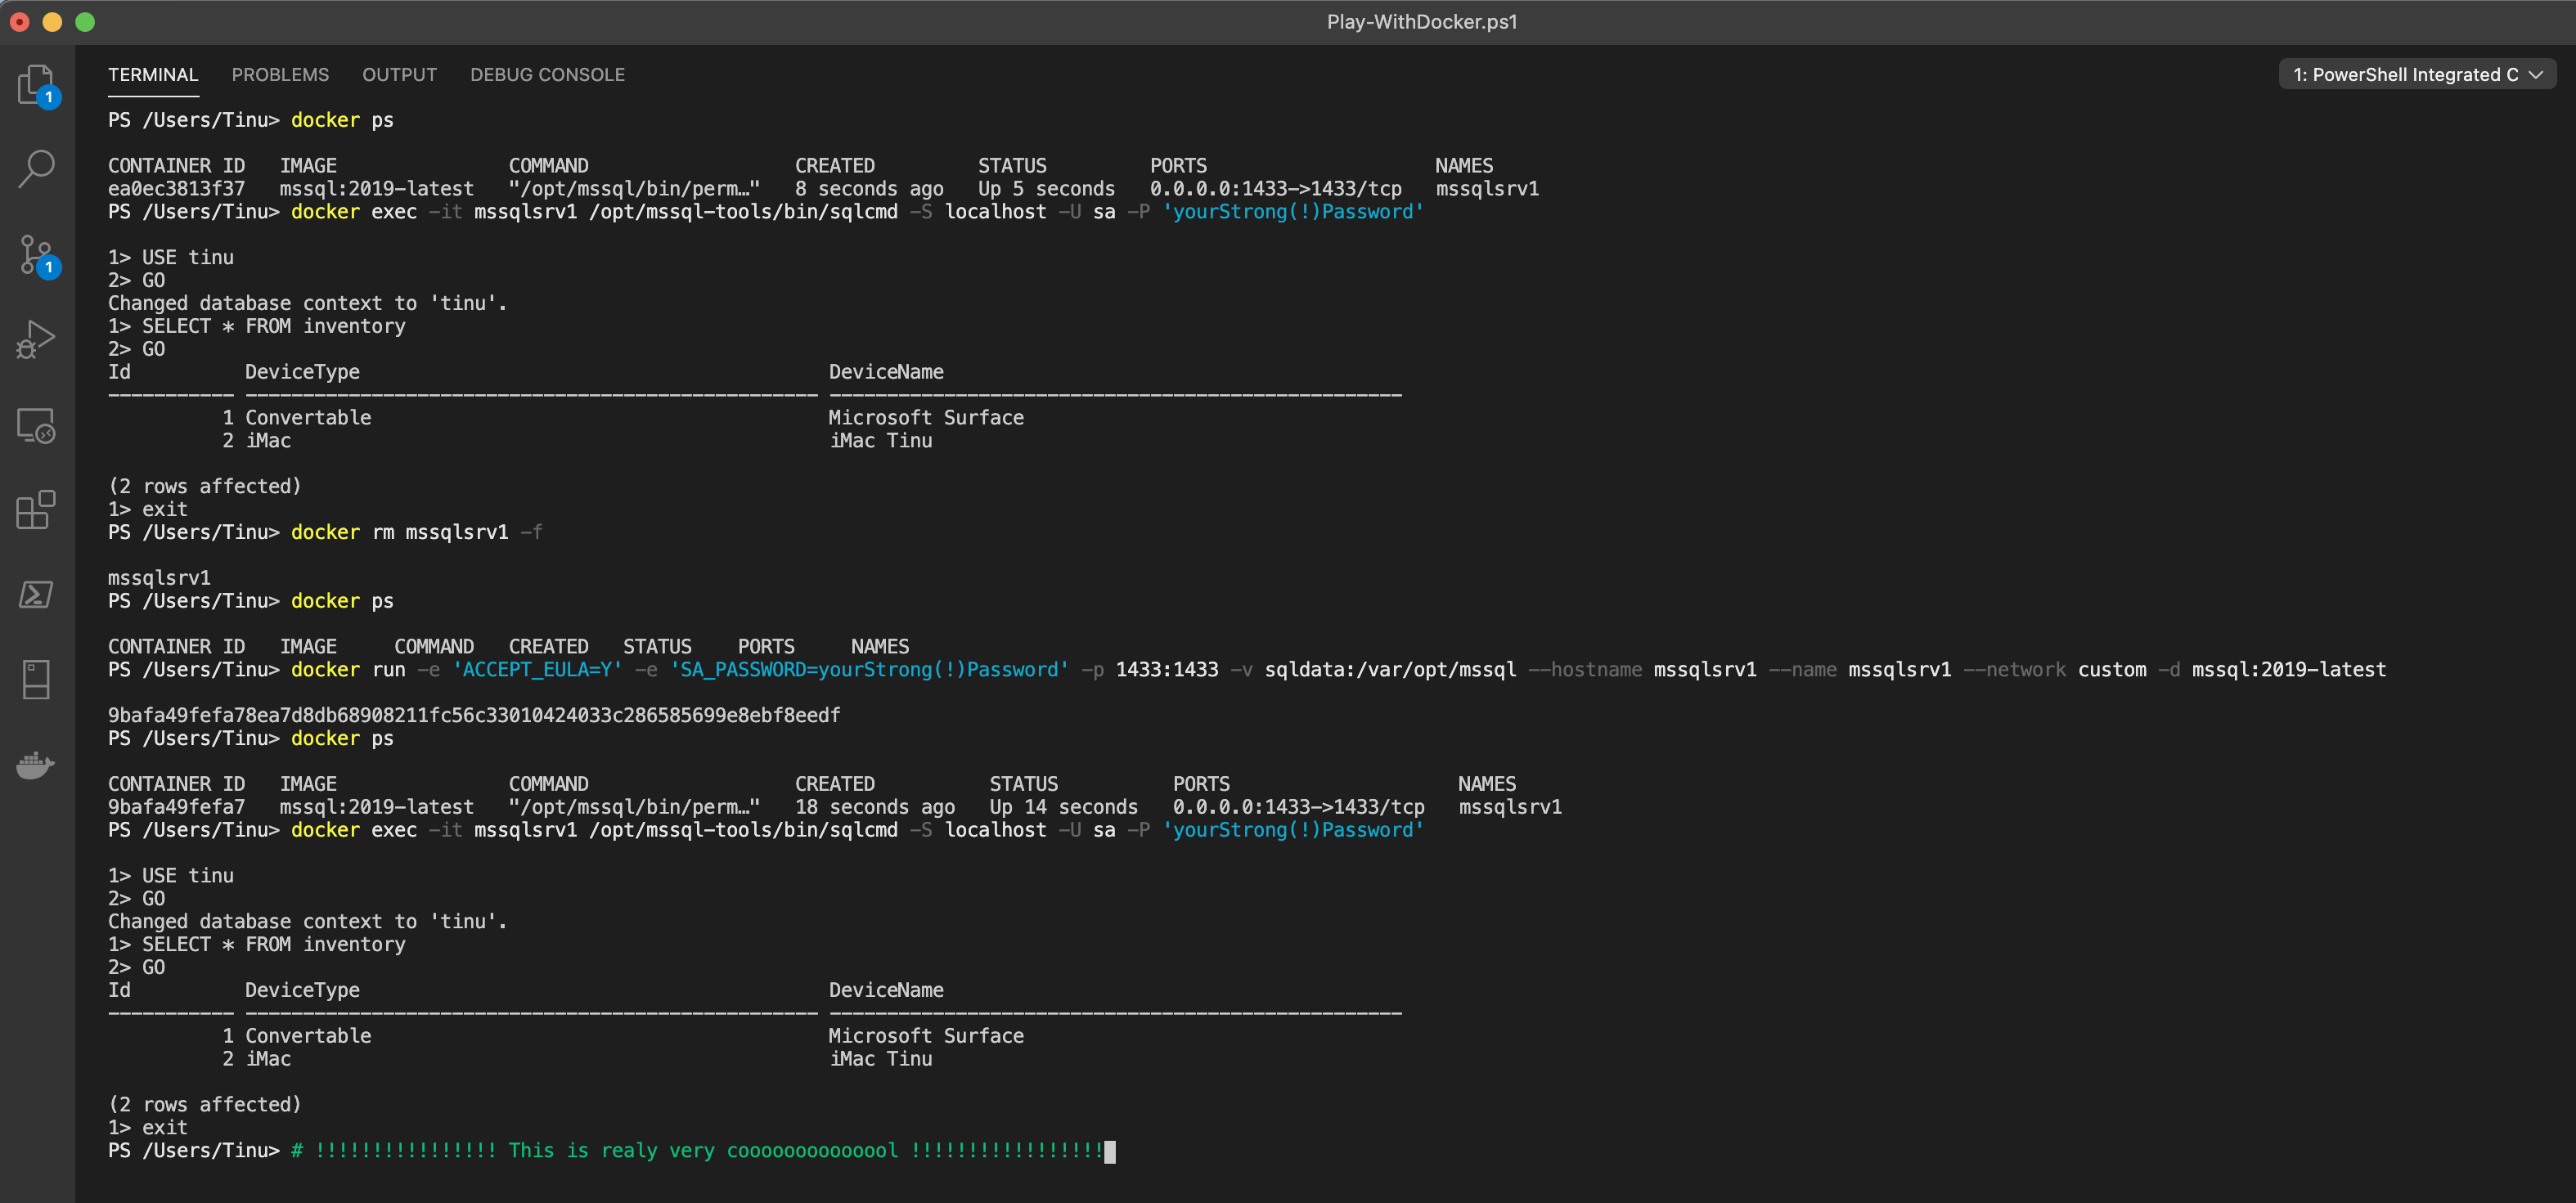 Play-WithDocker.ps1
TERMINAL PROBLEMS OUTPUT DEBUG CONSOLE 1: PowerShell Integrated C
1
1
PS /Users/Tinu> docker ps
CONTAINER ID IMAGE COMMAND CREATED STATUS PORTS NAMES
ea0ec3813f37 mssql:2019-latest "/opt/mssql/bin/perm…" 8 seconds ago Up 5 seconds 0.0.0.0:1433->1433/tcp mssqlsrv1
PS /Users/Tinu> docker exec -it mssqlsrv1 /opt/mssql-tools/bin/sqlcmd -S localhost -U sa -P 'yourStrong(!)Password'
1> USE tinu
2> GO
Changed database context to 'tinu'.
1> SELECT * FROM inventory
2> GO
Id DeviceType DeviceName
----------- -------------------------------------------------- --------------------------------------------------
1 Convertable Microsoft Surface
2 iMac iMac Tinu
(2 rows affected)
1> exit
PS /Users/Tinu> docker rm mssqlsrv1 -f
mssqlsrv1
PS /Users/Tinu> docker ps
CONTAINER ID IMAGE COMMAND CREATED STATUS PORTS NAMES
PS /Users/Tinu> docker run -e 'ACCEPT_EULA=Y' -e 'SA_PASSWORD=yourStrong(!)Password' -p 1433:1433 -v sqldata:/var/opt/mssql --hostname mssqlsrv1 --name mssqlsrv1 --network custom -d mssql:2019-latest
9bafa49fefa78ea7d8db68908211fc56c33010424033c286585699e8ebf8eedf
PS /Users/Tinu> docker ps
CONTAINER ID IMAGE COMMAND CREATED STATUS PORTS NAMES
9bafa49fefa7 mssql:2019-latest "/opt/mssql/bin/perm…" 18 seconds ago Up 14 seconds 0.0.0.0:1433->1433/tcp mssqlsrv1
PS /Users/Tinu> docker exec -it mssqlsrv1 /opt/mssql-tools/bin/sqlcmd -S localhost -U sa -P 'yourStrong(!)Password'
1> USE tinu
2> GO
Changed database context to 'tinu'.
1> SELECT * FROM inventory
2> GO
Id DeviceType DeviceName
----------- -------------------------------------------------- --------------------------------------------------
1 Convertable Microsoft Surface
2 iMac iMac Tinu
(2 rows affected)
1> exit
PS /Users/Tinu> # !!!!!!!!!!!!!!!! This is realy very cooooooooooooool !!!!!!!!!!!!!!!!!